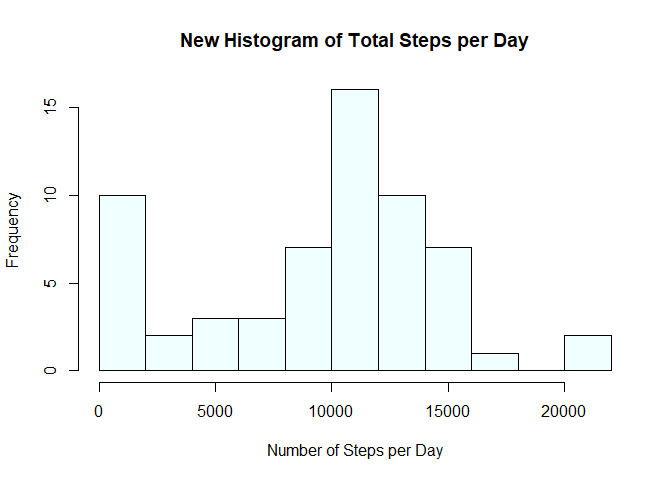 New Histogram of Total Steps per Day
Frequency
15
10
5
0
0 5000 10000 15000 20000
Number of Steps per Day